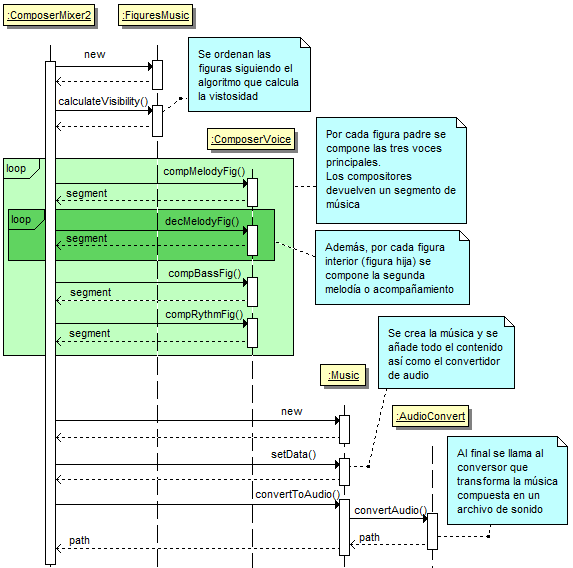 :ComposerMixer2
:FiguresMusic
new
Se ordenan las
figuras siguiendo el
algoritmo que calcula
la vistosidad
calculateVisibility()
:ComposerVoice
Por cada figura padre se
compone las tres voces
principales.
Los compositores
devuelven un segmento de
música
loop
compMelodyFig()
segment
loop
decMelodyFig()
segment
Además, por cada figura
interior (figura hija) se
compone la segunda
melodía o acompañamiento
compBassFig()
segment
compRythmFig()
segment
Se crea la música y se
añade todo el contenido
así como el convertidor
de audio
:Music
new
:AudioConvert
setData()
Al final se llama al
conversor que
transforma la música
compuesta en un
archivo de sonido
convertToAudio()
convertAudio()
path
path